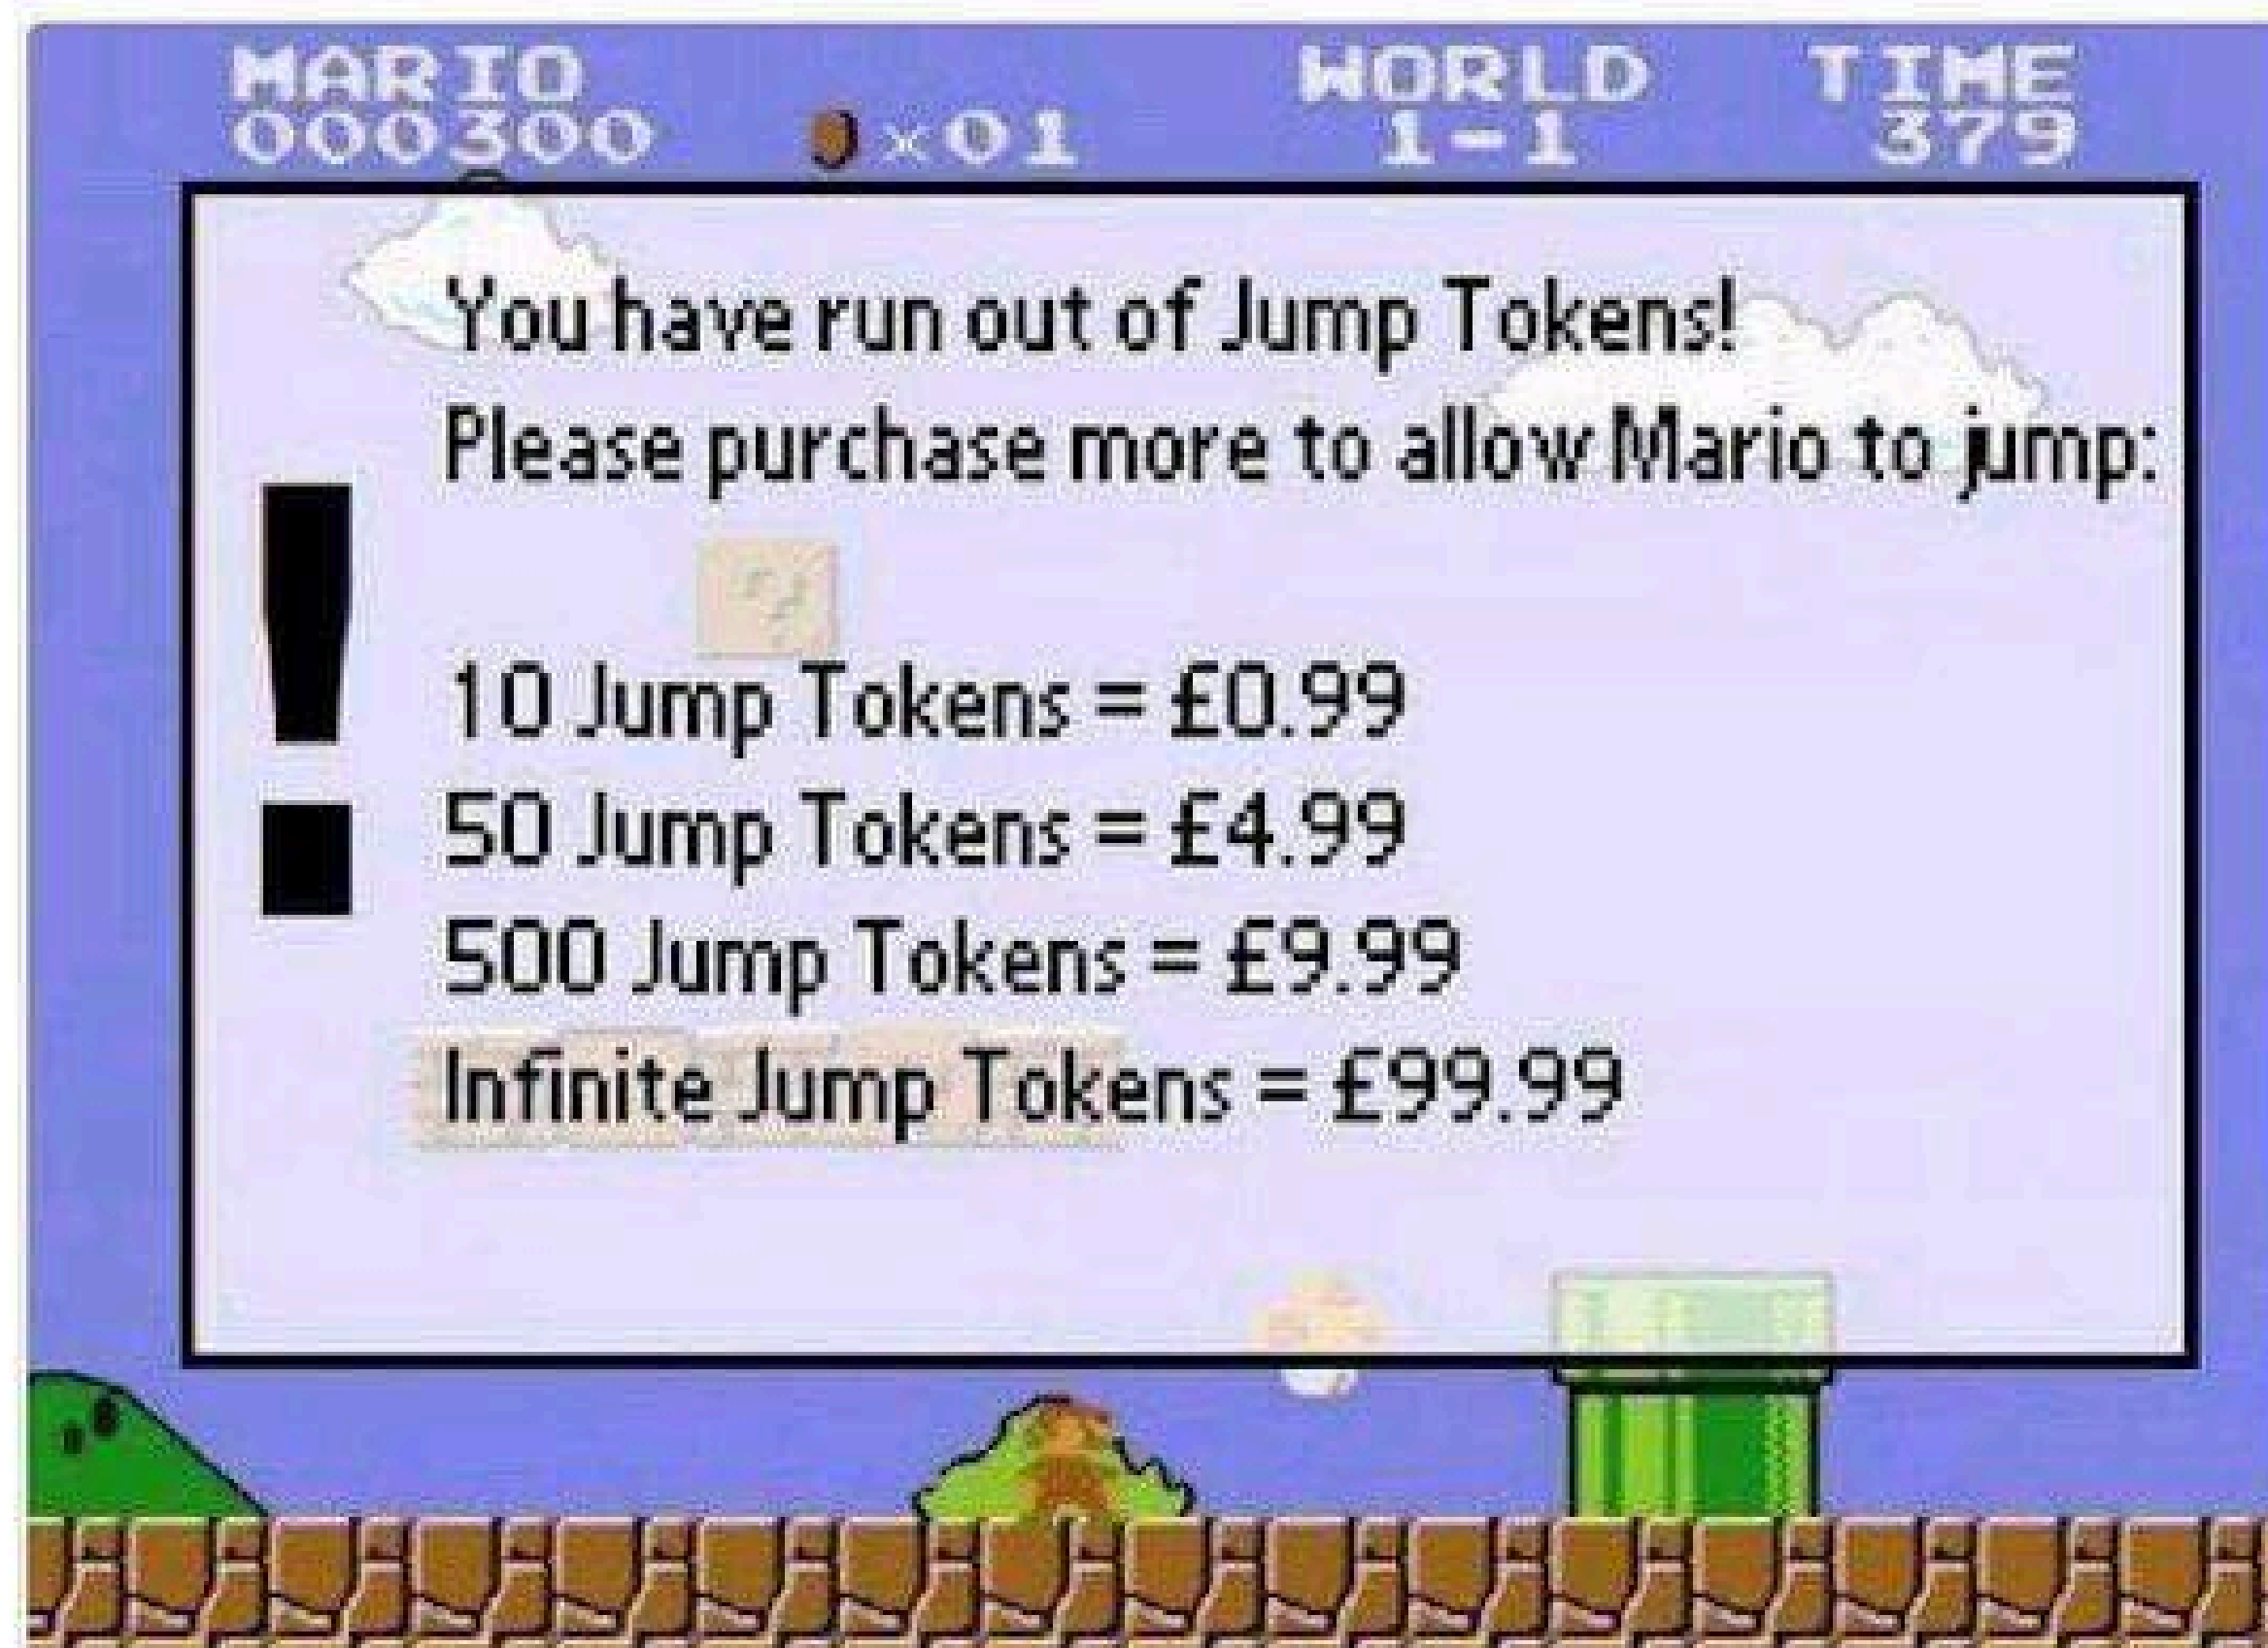 MARIO WORLD TIME
000300 ×01 1-1 379
You have run out of Jump Tokens!
Please purchase more to allow Mario to jump:
!
?
10 Jump Tokens = £0.99
50 Jump Tokens = £4.99
500 Jump Tokens = £9.99
Infinite Jump Tokens = £99.99